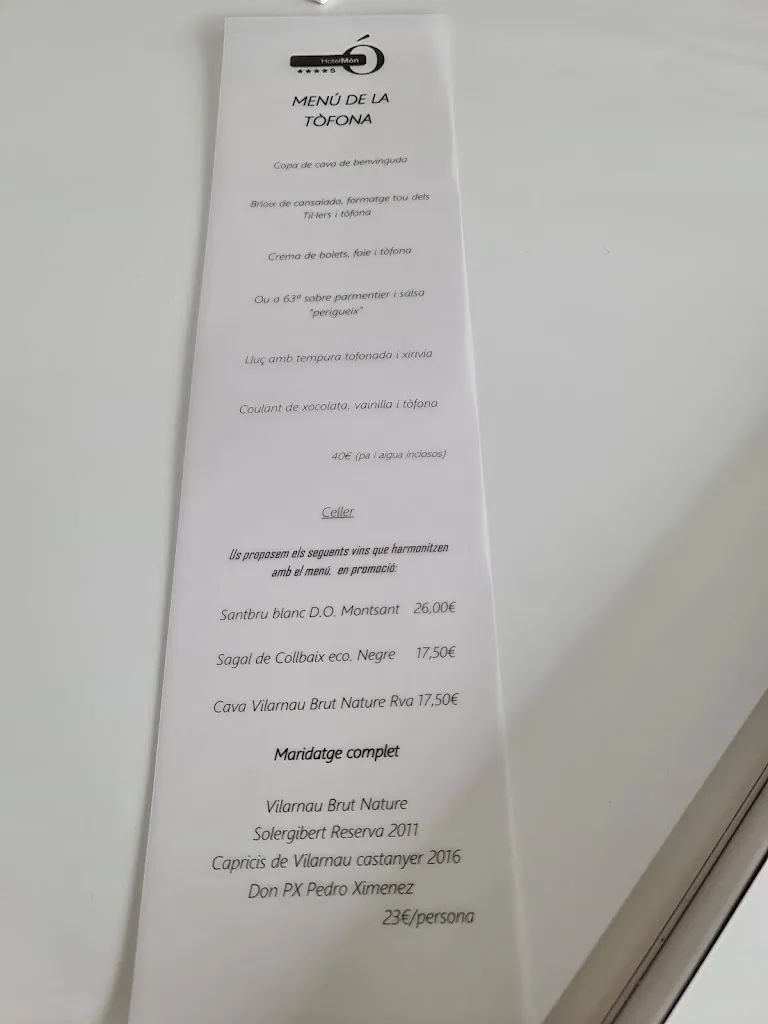 HotelMón
Ó
★★★★S
MENÚ DE LA
TÒFONA
Copa de cava de benvinguda
Brioix de cansalada, formatge tou dels
Til·lers i tòfona
Crema de bolets, foie i tòfona
Ou a 63º sobre parmentier i salsa
"perigueix"
Lluç amb tempura tofonada i xirivia
Coulant de xocolata, vainilla i tòfona
40€ (pa i aigua inclosos)
Celler
Us proposem els seguents vins que harmonitzen
amb el menú, en promoció:
Santbru blanc D.O. Montsant 26,00€
Sagal de Collbaix eco. Negre 17,50€
Cava Vilarnau Brut Nature Rva 17,50€
Maridatge complet
Vilarnau Brut Nature
Solergibert Reserva 2011
Capricis de Vilarnau castanyer 2016
Don PX Pedro Ximenez
23€/persona